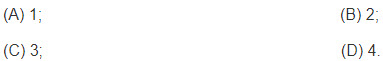 (A) 1; (B) 2;
(C) 3; (D) 4.